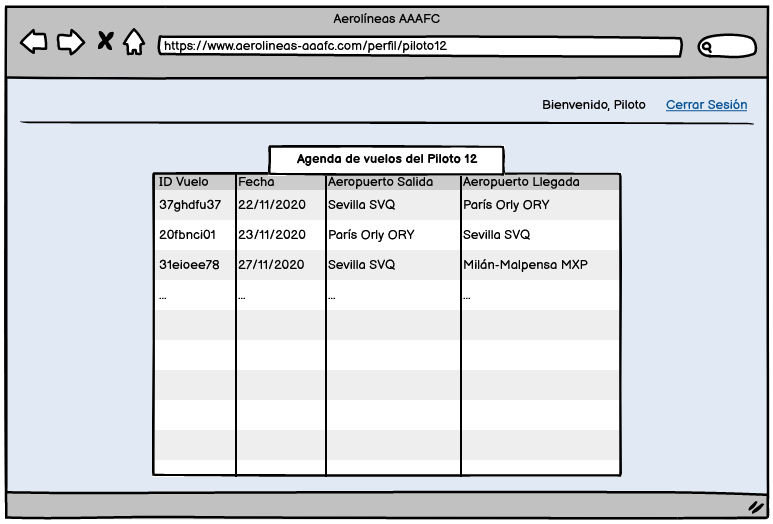 Aerolíneas AAAFC
https://www.aerolineas-aaafc.com/perfil/piloto12
Bienvenido, Piloto Cerrar Sesión
Agenda de vuelos del Piloto 12
ID Vuelo Fecha Aeropuerto Salida Aeropuerto Llegada
37ghdfu37 22/11/2020 Sevilla SVQ París Orly ORY
20fbnci01 23/11/2020 París Orly ORY Sevilla SVQ
31eioee78 27/11/2020 Sevilla SVQ Milán-Malpensa MXP
... ... ... ...